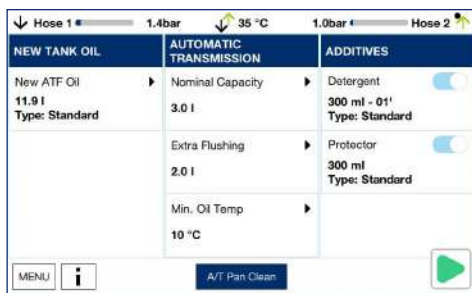 Hose 1
1.4bar
35 °C
1.0bar
Hose 2
NEW TANK OIL
New ATF Oil
11.9 l
Type: Standard
AUTOMATIC
TRANSMISSION
Nominal Capacity
3.0 l
Extra Flushing
2.0 l
Min. Oil Temp
10 °C
ADDITIVES
Detergent
300 ml - 01'
Type: Standard
Protector
300 ml
Type: Standard
MENU
i
A/T Pan Clean